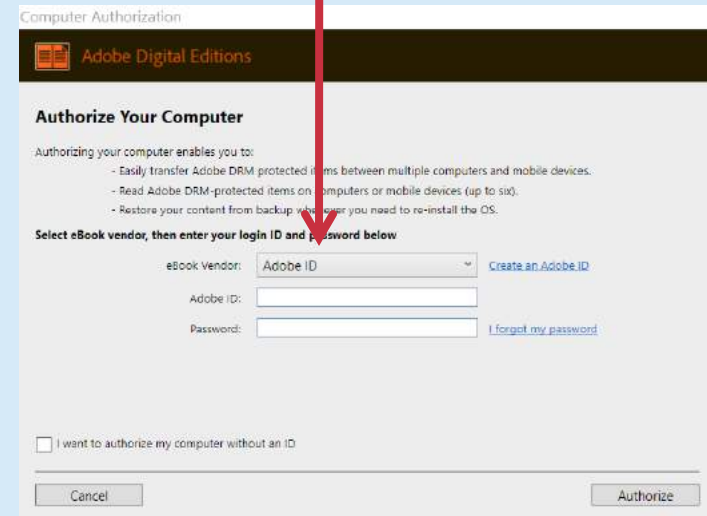 Computer Authorization
Adobe Digital Editions
Authorize Your Computer
Authorizing your computer enables you to:
- Easily transfer Adobe DRM protected items between multiple computers and mobile devices.
- Read Adobe DRM-protected items on computers or mobile devices (up to six).
- Restore your content from backup whenever you need to re-install the OS.
Select eBook vendor, then enter your login ID and password below
eBook Vendor: Adobe ID Create an Adobe ID
Adobe ID:
Password: I forgot my password
I want to authorize my computer without an ID
Cancel Authorize